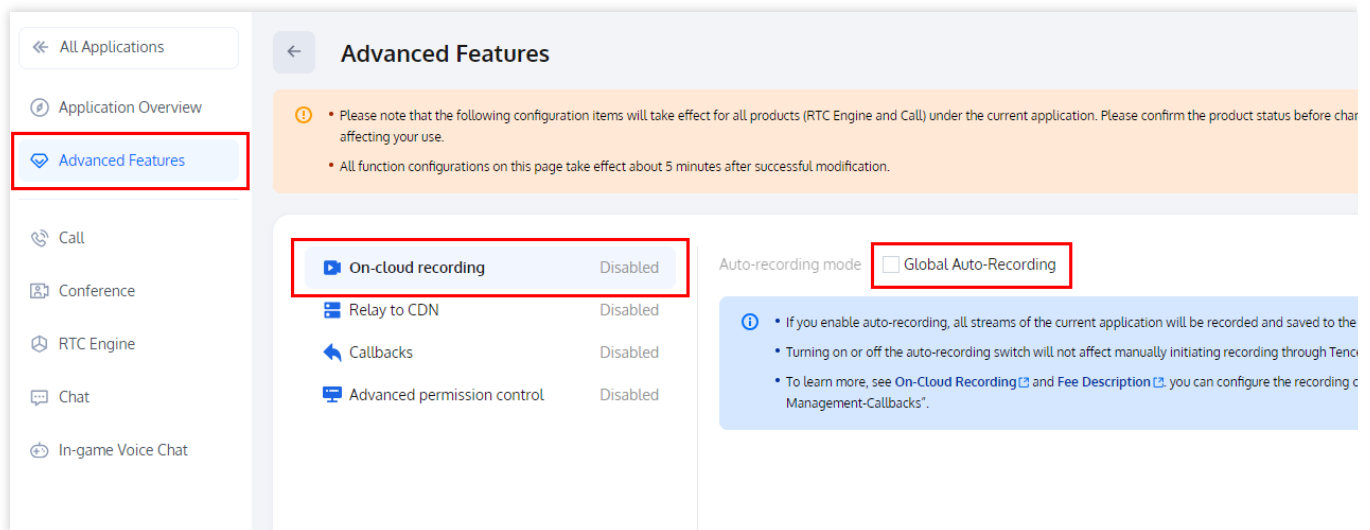 All Applications
Application Overview
Advanced Features
Call
Conference
RTC Engine
Chat
In-game Voice Chat
Advanced Features
• Please note that the following configuration items will take effect for all products (RTC Engine and Call) under the current application. Please confirm the product status before
affecting your use.
• All function configurations on this page take effect about 5 minutes after successful modification.
On-cloud recording Disabled
Relay to CDN Disabled
Callbacks Disabled
Advanced permission control Disabled
Auto-recording mode Global Auto-Recording
• If you enable auto-recording, all streams of the current application will be recorded and saved to the
• Turning on or off the auto-recording switch will not affect manually initiating recording through
• To learn more, see On-Cloud Recording and Fee Description. you can configure the recording
Management-Callbacks".